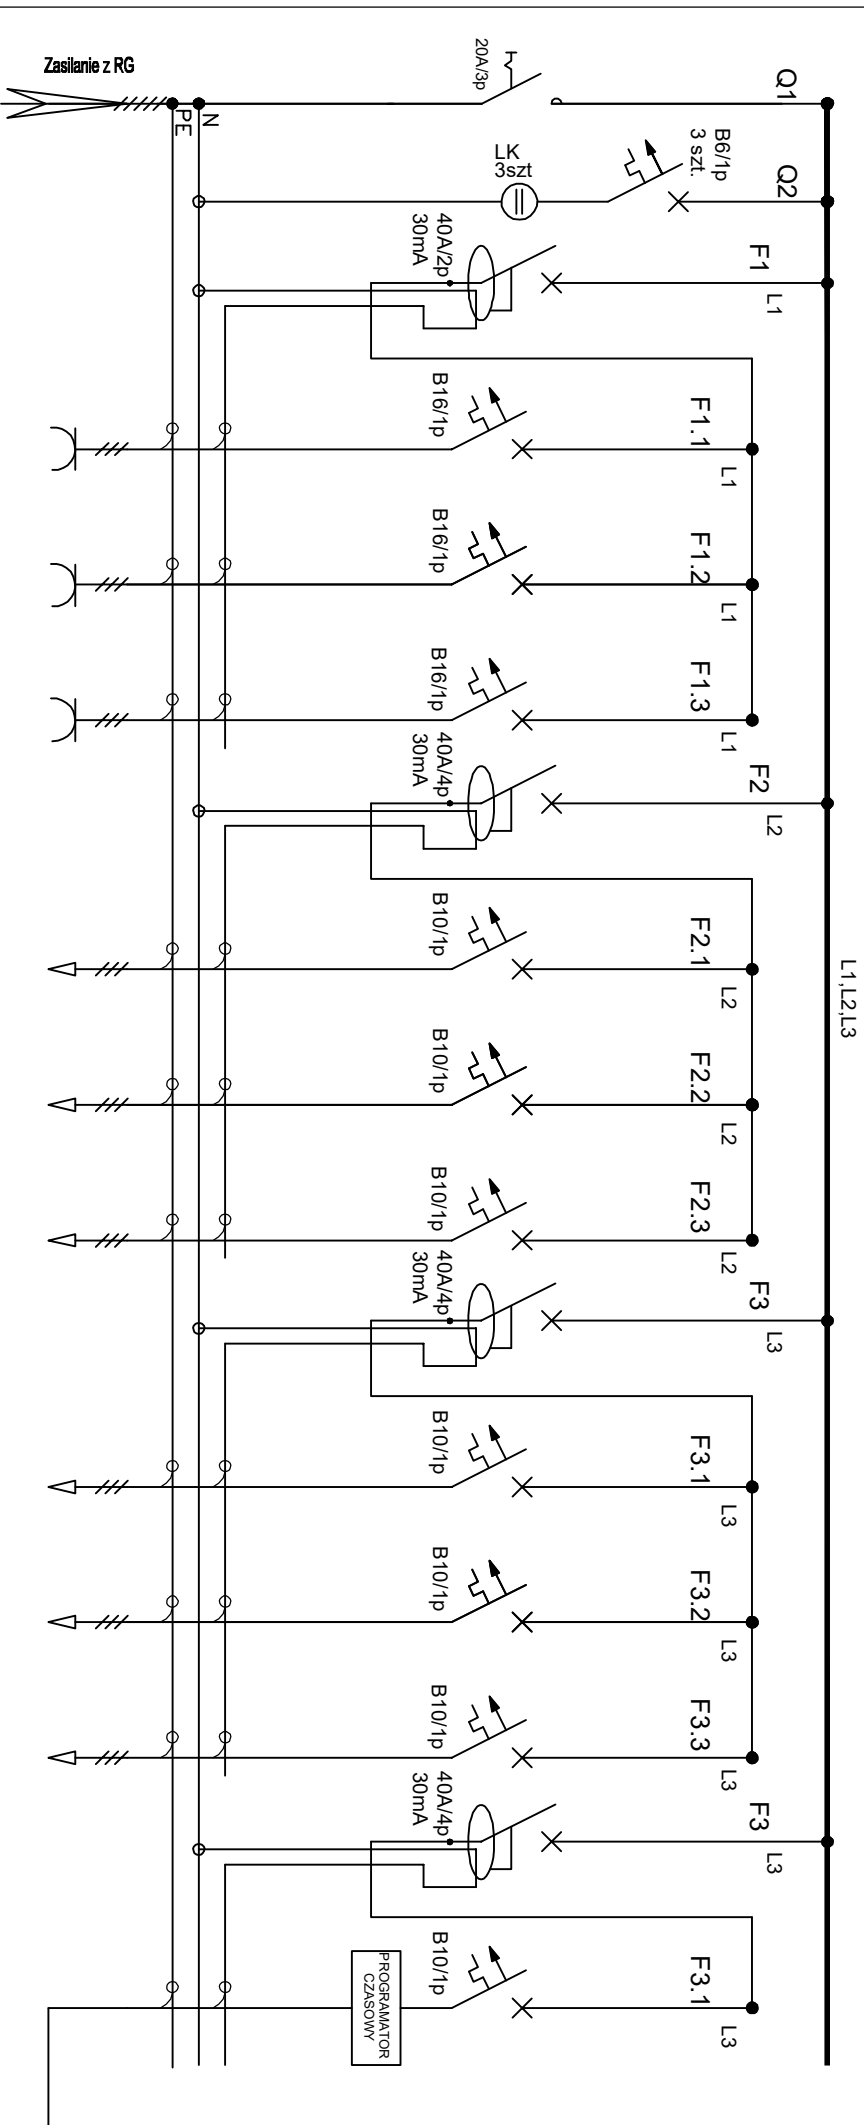 Zasilanie z RG
PE
N
20A/3p
Q1
LK
3szt
B6/1p
3 szt.
Q2
40A/2p
30mA
F1
L1
B16/1p
F1.1
L1
B16/1p
F1.2
L1
B16/1p
F1.3
L1
40A/4p
30mA
F2
L2
L1,L2,L3
B10/1p
F2.1
L2
B10/1p
F2.2
L2
B10/1p
F2.3
L2
40A/4p
30mA
F3
L3
B10/1p
F3.1
L3
B10/1p
F3.2
L3
B10/1p
F3.3
L3
40A/4p
30mA
F3
L3
PROGRAMATOR
CZASOWY
B10/1p
F3.1
L3